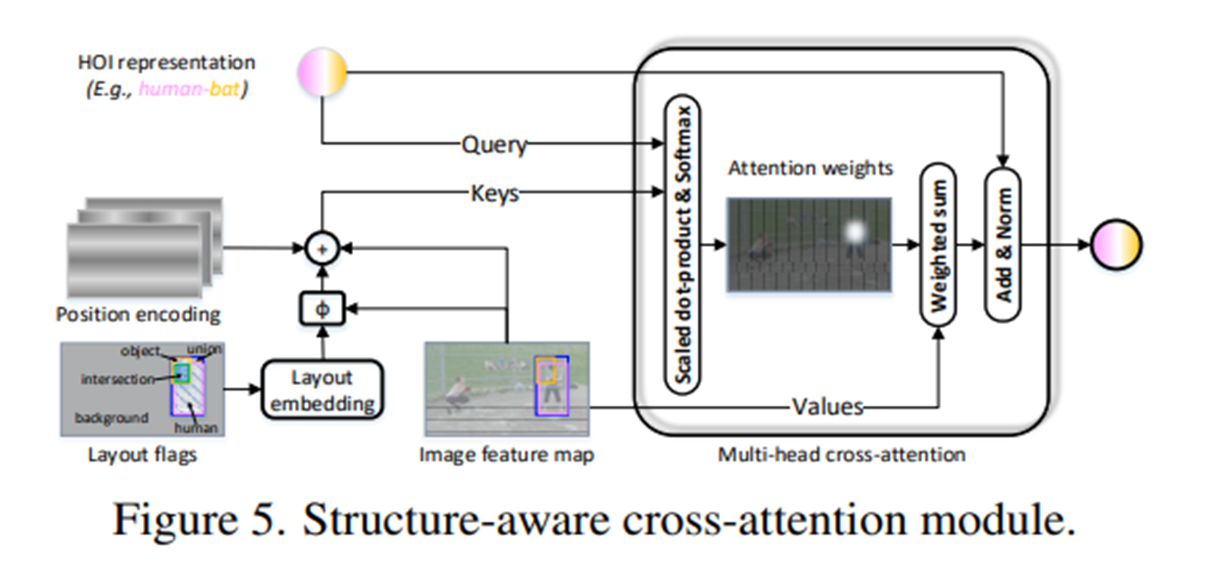 HOI representation
(E.g., human-bat)
Query
Keys
Scaled dot-product & Softmax
Attention weights
Weighted sum
Add & Norm
+
Position encoding
ϕ
object
union
intersection
background
human
Layout flags
Layout
embedding
Image feature map
Values
Multi-head cross-attention
Figure 5. Structure-aware cross-attention module.